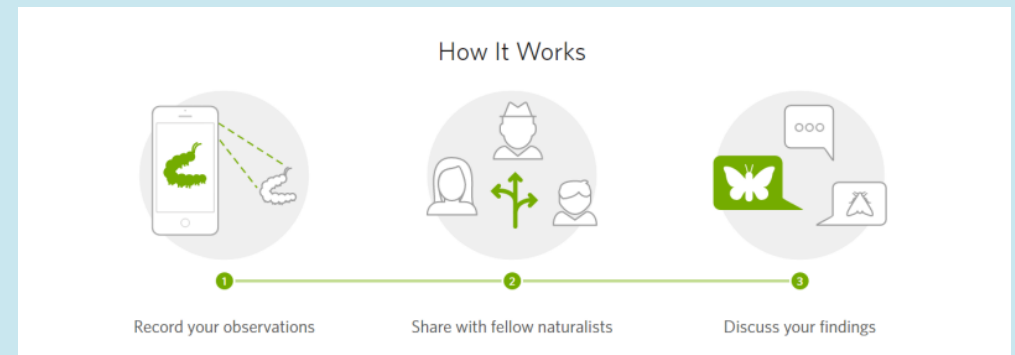 How It Works
1
2
3
Record your observations
Share with fellow naturalists
Discuss your findings